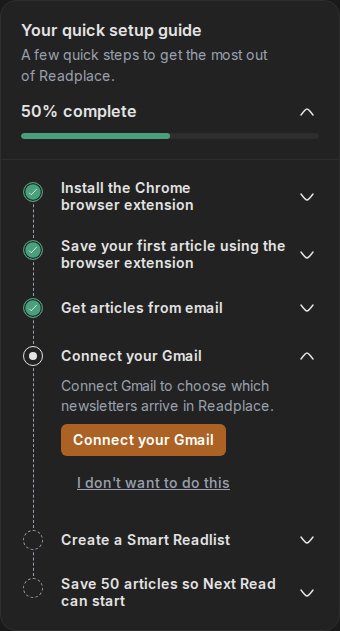 Your quick setup guide
A few quick steps to get the most out
of Readplace.
50% complete
Install the Chrome
browser extension
Save your first article using the
browser extension
Get articles from email
Connect your Gmail
Connect Gmail to choose which
newsletters arrive in Readplace.
Connect your Gmail
I don't want to do this
Create a Smart Readlist
Save 50 articles so Next Read
can start